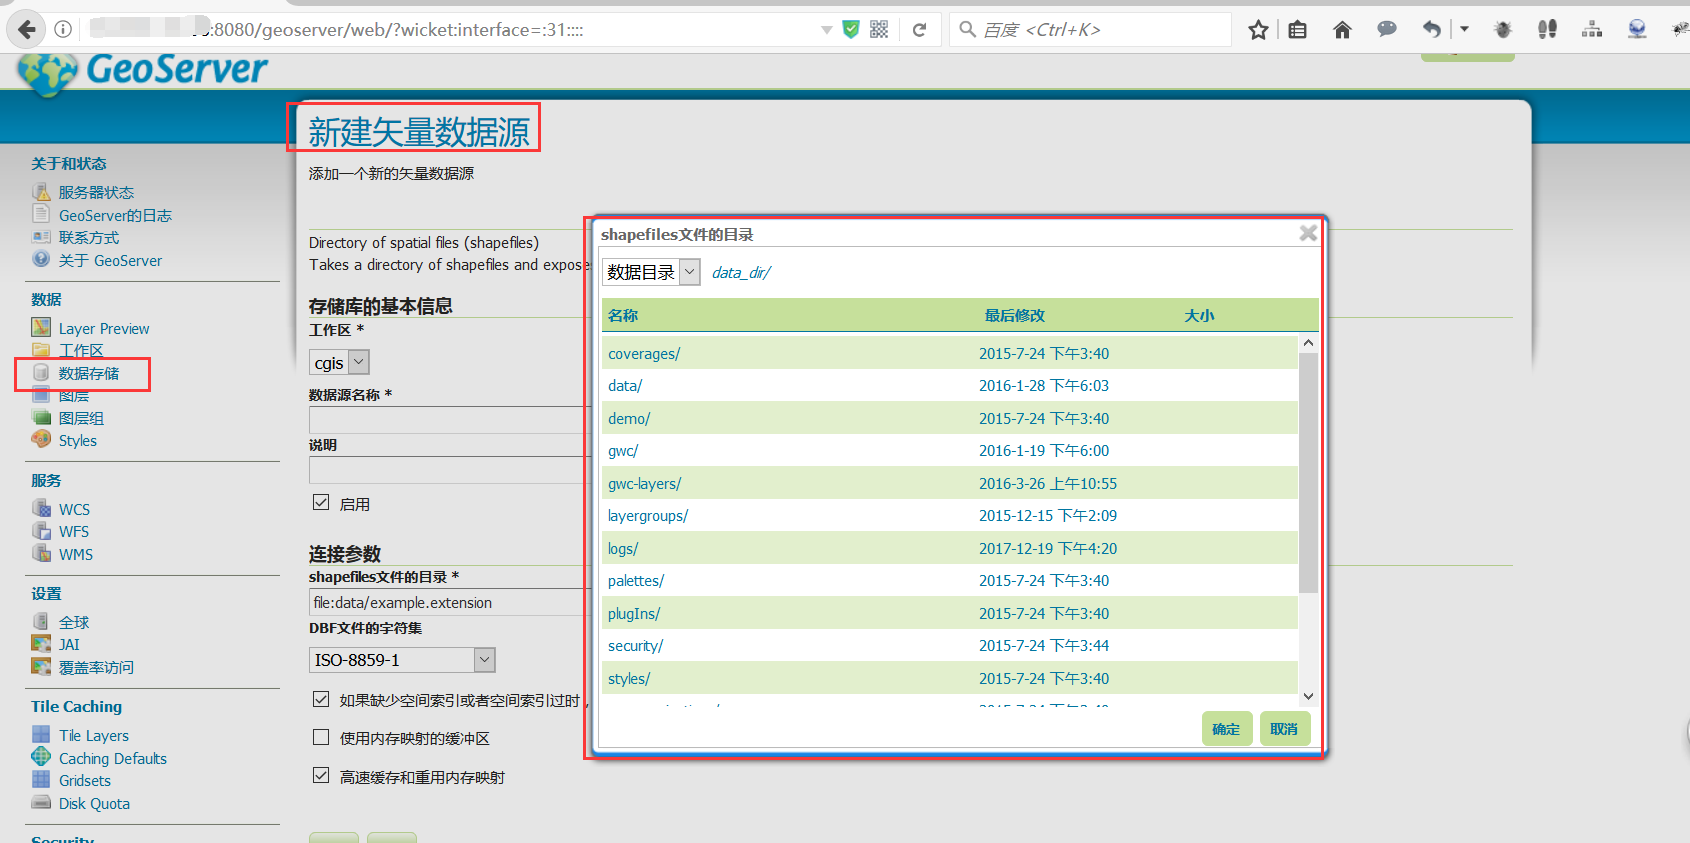 :8080/geoserver/web/?wicket:interface=:31::::
百度 <Ctrl+K>
GeoServer
新建矢量数据源
添加一个新的矢量数据源
关于和状态
服务器状态
GeoServer的日志
联系方式
关于 GeoServer
数据
Layer Preview
工作区
数据存储
图层
图层组
Styles
服务
WCS
WFS
WMS
设置
全球
JAI
覆盖率访问
Tile Caching
Tile Layers
Caching Defaults
Gridsets
Disk Quota
Security
Directory of spatial files (shapefiles)
Takes a directory of shapefiles and expose
存储库的基本信息
工作区 *
cgis
数据源名称 *
说明
启用
连接参数
shapefiles文件的目录 *
file:data/example.extension
DBF文件的字符集
ISO-8859-1
如果缺少空间索引或者空间索引过时,
使用内存映射的缓冲区
高速缓存和重用内存映射
shapefiles文件的目录
数据目录 data_dir/
名称 最后修改 大小
coverages/ 2015-7-24 下午3:40
data/ 2016-1-28 下午6:03
demo/ 2015-7-24 下午3:40
gwc/ 2016-1-19 下午6:00
gwc-layers/ 2016-3-26 上午10:55
layergroups/ 2015-12-15 下午2:09
logs/ 2017-12-19 下午4:20
palettes/ 2015-7-24 下午3:40
plugIns/ 2015-7-24 下午3:40
security/ 2015-7-24 下午3:44
styles/ 2015-7-24 下午3:40
确定 取消